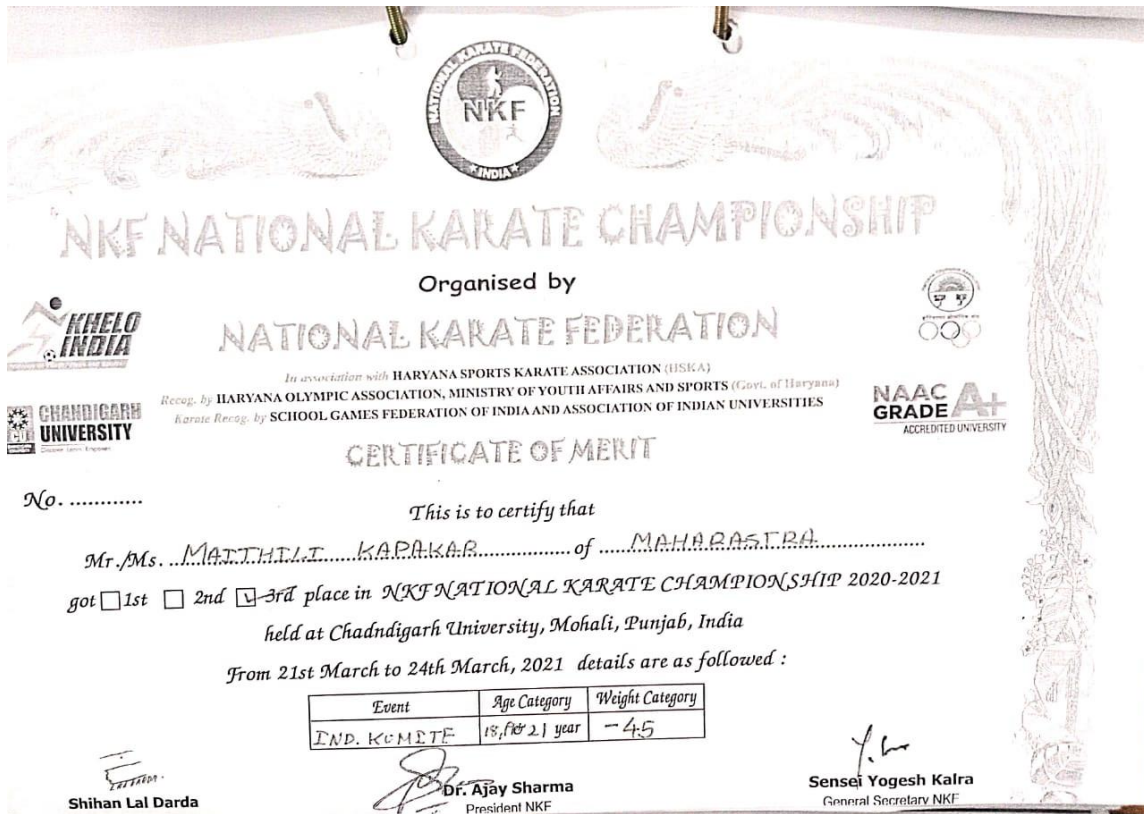 NATIONAL KARATE FEDERATION
NKF
INDIA
NKF NATIONAL KARATE CHAMPIONSHIP
Organised by
KHELO
INDIA
NATIONAL KARATE FEDERATION
In association with HARYANA SPORTS KARATE ASSOCIATION (HSKA)
Recog. by HARYANA OLYMPIC ASSOCIATION, MINISTRY OF YOUTH AFFAIRS AND SPORTS (Govt. of Haryana)
Karate Recog. by SCHOOL GAMES FEDERATION OF INDIA AND ASSOCIATION OF INDIAN UNIVERSITIES
CHANDIGARH
UNIVERSITY
Discover. Learn. Empower.
NAAC
GRADE A+
ACCREDITED UNIVERSITY
CERTIFICATE OF MERIT
No. ............
This is to certify that
Mr./Ms. MAITHILI KAPAKAR of MAHARASTRA
got 1st 2nd 3rd place in NKF NATIONAL KARATE CHAMPIONSHIP 2020-2021
held at Chadndigarh University, Mohali, Punjab, India
From 21st March to 24th March, 2021 details are as followed :
Event Age Category Weight Category
IND. KUMITE 18, 21 year -45
Shihan Lal Darda
Dr. Ajay Sharma
President NKF
Sensei Yogesh Kalra
General Secretary NKF